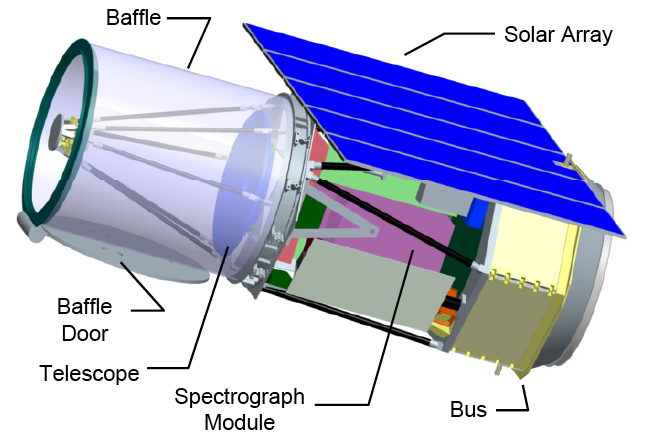 Baffle
Solar Array
Baffle
Door
Telescope
Spectrograph
Module
Bus